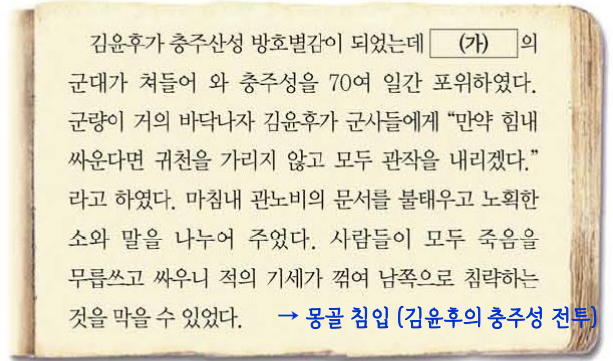 김윤후가 충주산성 방호별감이 되었는데 (가) 의
군대가 쳐들어 와 충주성을 70여 일간 포위하였다.
군량이 거의 바닥나자 김윤후가 군사들에게 “만약 힘내
싸운다면 귀천을 가리지 않고 모두 관작을 내리겠다.”
라고 하였다. 마침내 관노비의 문서를 불태우고 노획한
소와 말을 나누어 주었다. 사람들이 모두 죽음을
무릅쓰고 싸우니 적의 기세가 꺾여 남쪽으로 침략하는
것을 막을 수 있었다. → 몽골 침입 (김윤후의 충주성 전투)